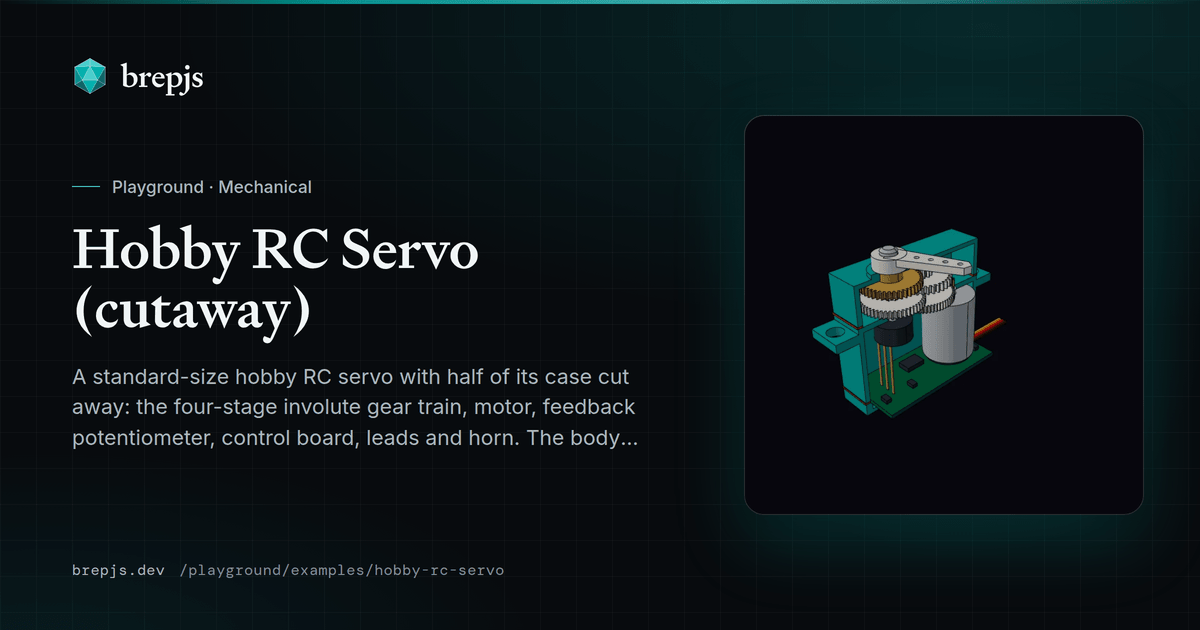 brepjs
Playground · Mechanical
Hobby RC Servo
(cutaway)
A standard-size hobby RC servo with half of its case cut
away: the four-stage involute gear train, motor, feedback
potentiometer, control board, leads and horn. The body...
brepjs.dev /playground/examples/hobby-rc-servo